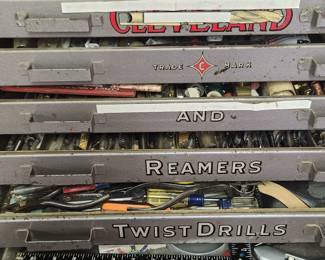 CLEVELAND
TRADE C MARK
AND
REAMERS
TWIST DRILLS